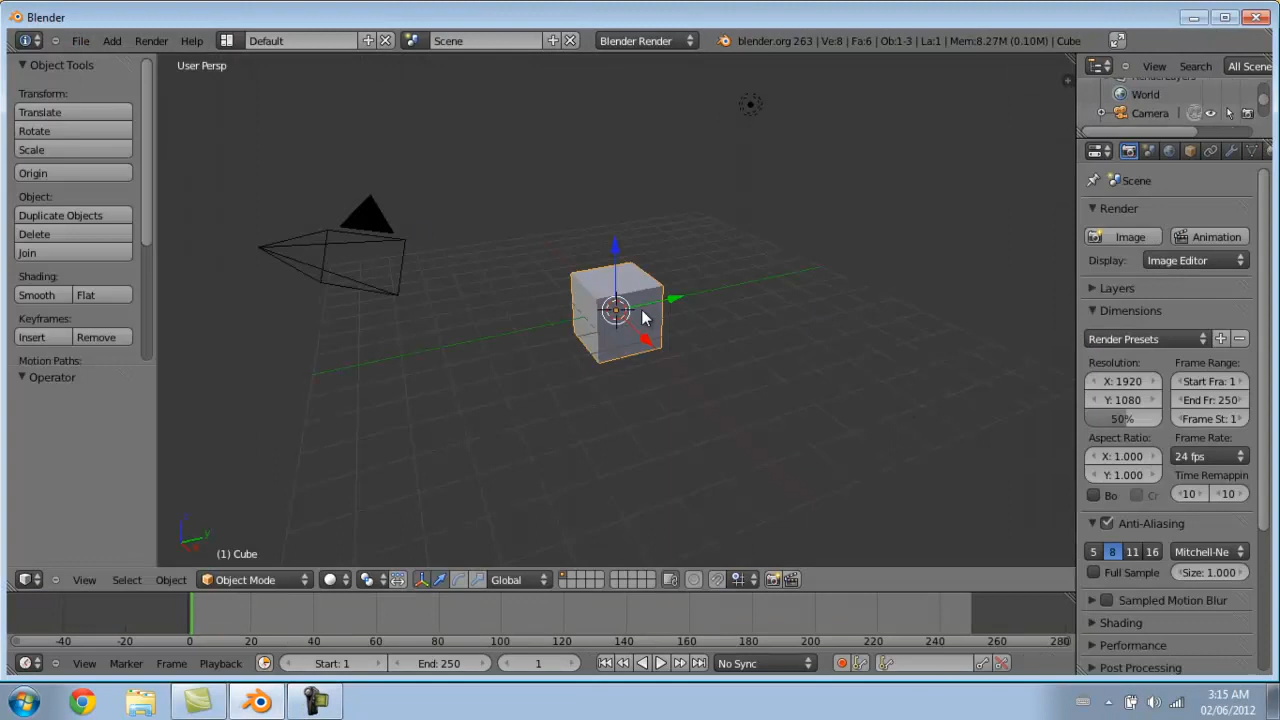 Blender
File Add Render Help Default Scene Blender Render blender.org 263 | Ve:8 | Fa:6 | Ob:1-3 | La:1 | Mem:8.27M (0.10M) | Cube
Object Tools
Transform:
Translate
Rotate
Scale
Origin
Object:
Duplicate Objects
Delete
Join
Shading:
Smooth Flat
Keyframes:
Insert Remove
Motion Paths:
Operator
User Persp
(1) Cube
View Search All Scene
World
Camera
Scene
Render
Image Animation
Display: Image Editor
Layers
Dimensions
Render Presets
Resolution: Frame Range:
X: 1920 Start Fra: 1
Y: 1080 End Fr: 250
50% Frame St: 1
Aspect Ratio: Frame Rate:
X: 1.000 24 fps
Y: 1.000 Time Remappin
Bo Cr 10 10
Anti-Aliasing
5 8 11 16 Mitchell-Ne
Full Sample Size: 1.000
Sampled Motion Blur
Shading
Performance
Post Processing
View Select Object Object Mode Global
-40 -20 0 20 40 60 80 100 120 140 160 180 200 220 240 260 280
View Marker Frame Playback Start: 1 End: 250 1 No Sync
3:15 AM
02/06/2012